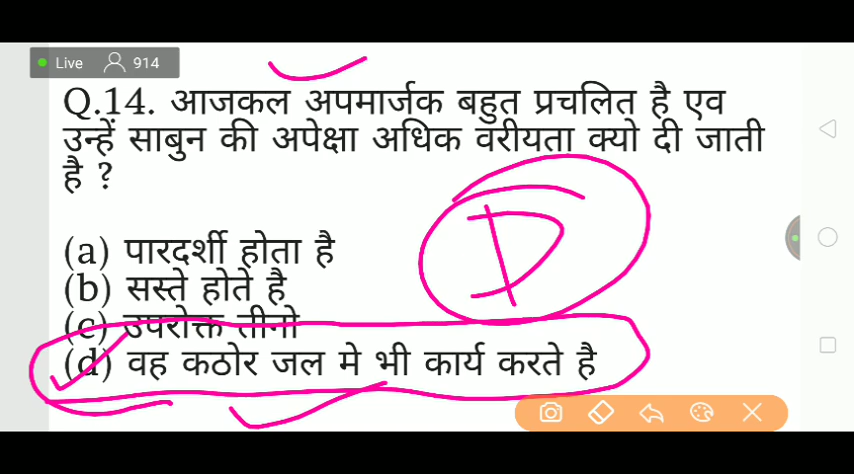 Live 914
Q.14. आजकल अपमार्जक बहुत प्रचलित है एव
उन्हें साबुन की अपेक्षा अधिक वरीयता क्यो दी जाती
है ?
(a) पारदर्शी होता है
(b) सस्ते होते है
(c) उपरोक्त तीनो
(d) वह कठोर जल मे भी कार्य करते है
D